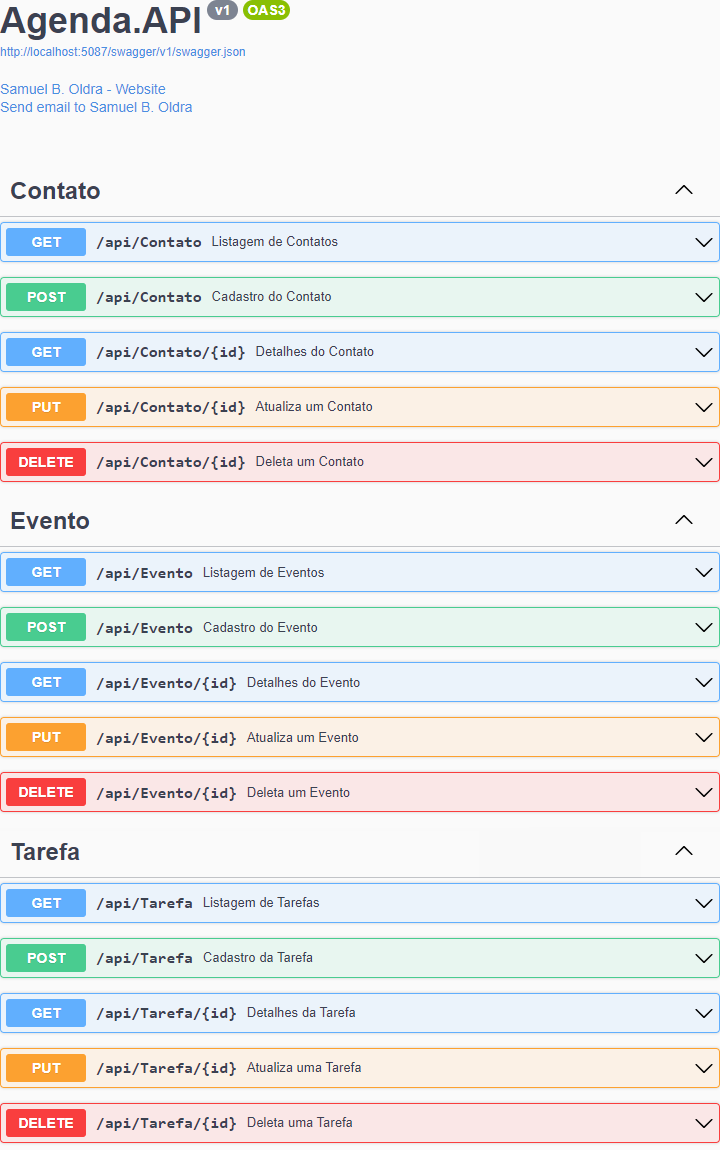 Agenda.API v1 OAS3
http://localhost:5087/swagger/v1/swagger.json
Samuel B. Oldra - Website
Send email to Samuel B. Oldra
Contato
GET /api/Contato Listagem de Contatos
POST /api/Contato Cadastro do Contato
GET /api/Contato/{id} Detalhes do Contato
PUT /api/Contato/{id} Atualiza um Contato
DELETE /api/Contato/{id} Deleta um Contato
Evento
GET /api/Evento Listagem de Eventos
POST /api/Evento Cadastro do Evento
GET /api/Evento/{id} Detalhes do Evento
PUT /api/Evento/{id} Atualiza um Evento
DELETE /api/Evento/{id} Deleta um Evento
Tarefa
GET /api/Tarefa Listagem de Tarefas
POST /api/Tarefa Cadastro da Tarefa
GET /api/Tarefa/{id} Detalhes da Tarefa
PUT /api/Tarefa/{id} Atualiza uma Tarefa
DELETE /api/Tarefa/{id} Deleta uma Tarefa